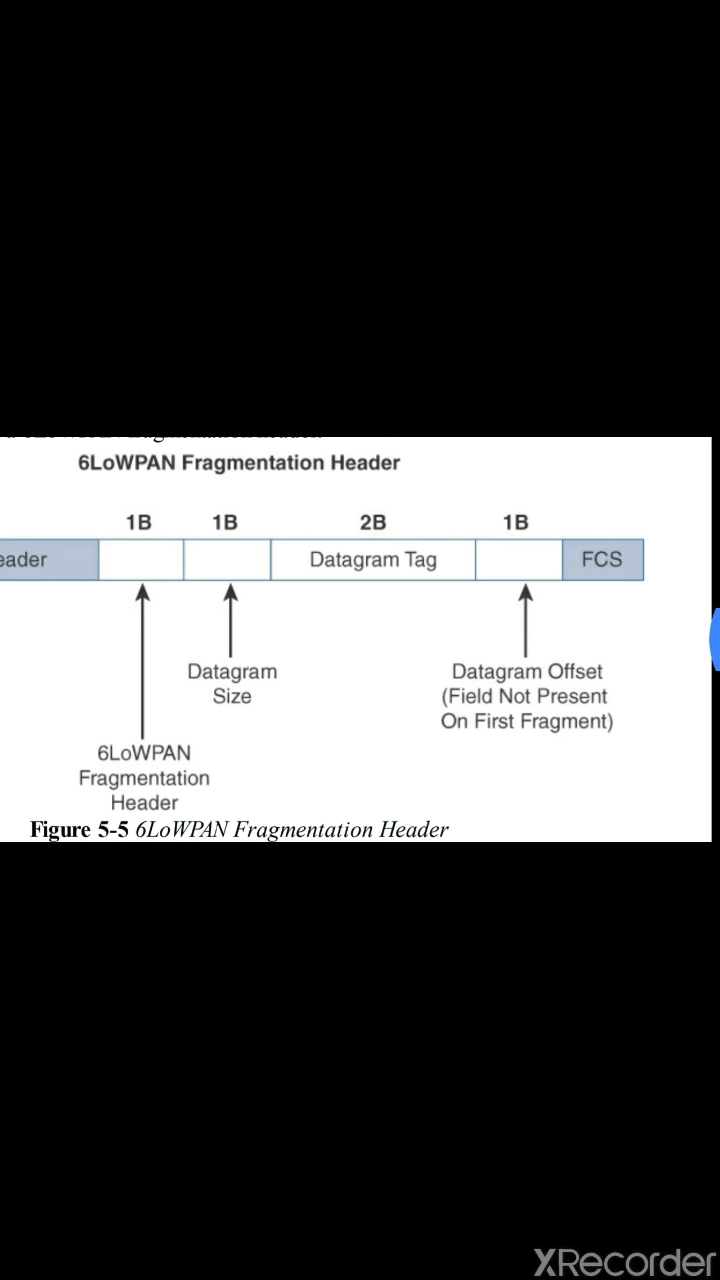 6LoWPAN Fragmentation Header
1B 1B 2B 1B
eader Datagram Tag FCS
Datagram
Size
Datagram Offset
(Field Not Present
On First Fragment)
6LoWPAN
Fragmentation
Header
Figure 5-5 6LoWPAN Fragmentation Header
XRecorder